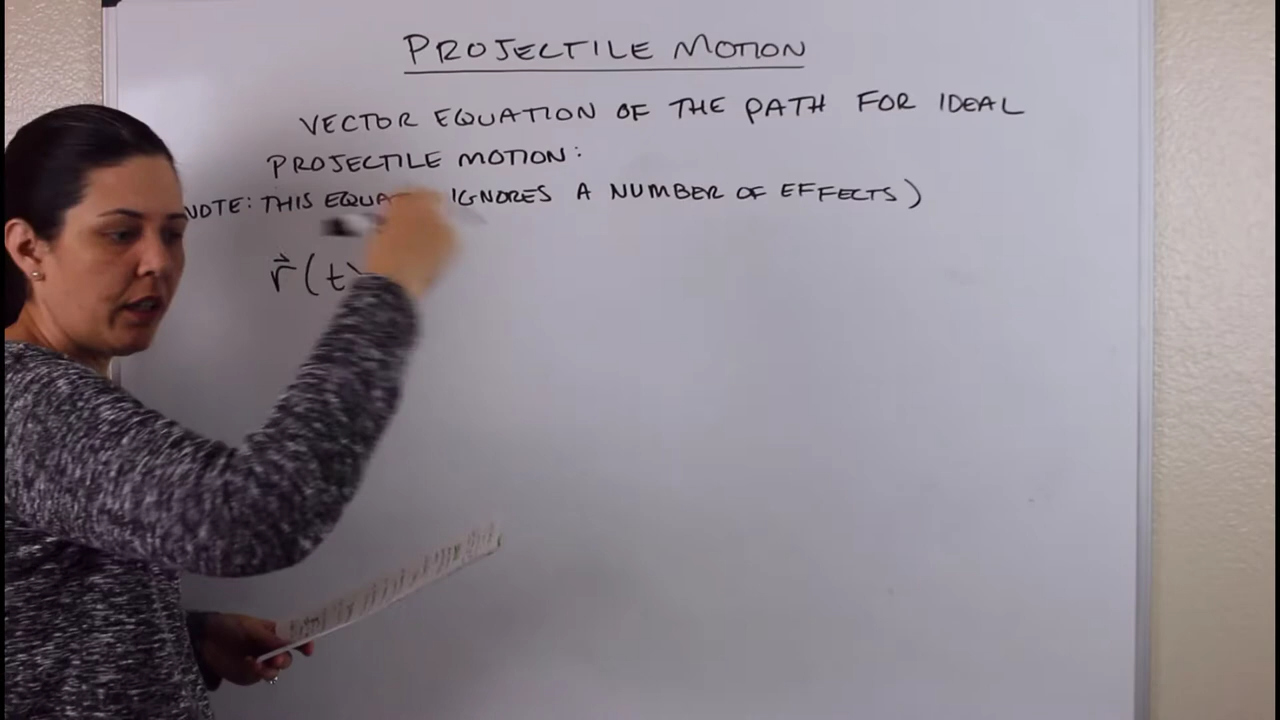 PROJECTILE MOTION
VECTOR EQUATION OF THE PATH FOR IDEAL
PROJECTILE MOTION:
NOTE: THIS IGNORES A NUMBER OF EFFECTS)
r⃗(t)